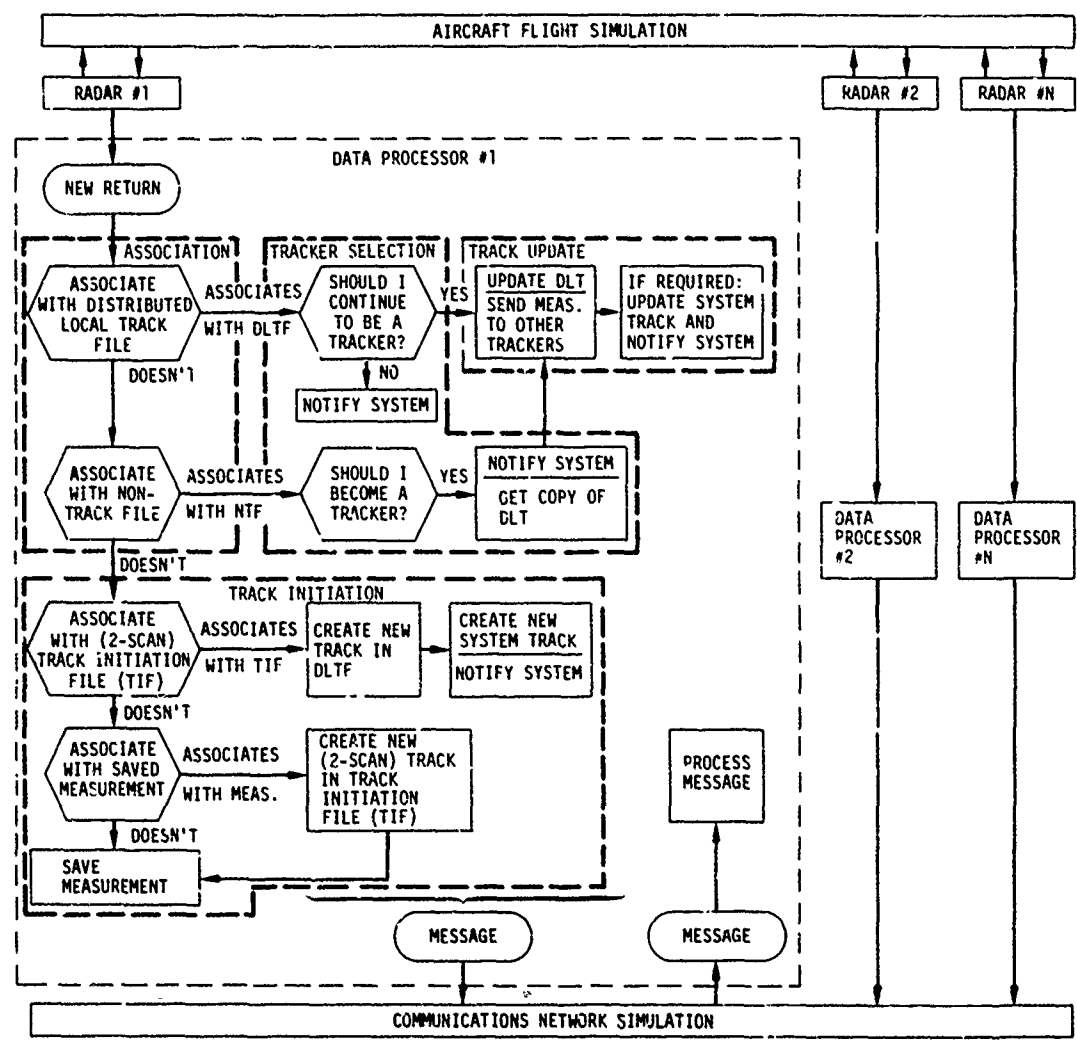 AIRCRAFT FLIGHT SIMULATION
RADAR #1
RADAR #2
RADAR #N
DATA PROCESSOR #1
NEW RETURN
ASSOCIATION
ASSOCIATE
WITH DISTRIBUTED
LOCAL TRACK
FILE
ASSOCIATES
WITH DLTF
DOESN'T
TRACKER SELECTION
SHOULD I
CONTINUE
TO BE A
TRACKER?
YES
NO
NOTIFY SYSTEM
TRACK UPDATE
UPDATE DLT
SEND MEAS.
TO OTHER
TRACKERS
IF REQUIRED:
UPDATE SYSTEM
TRACK AND
NOTIFY SYSTEM
ASSOCIATE
WITH NON-
TRACK FILE
ASSOCIATES
WITH NTF
DOESN'T
SHOULD I
BECOME A
TRACKER?
YES
NOTIFY SYSTEM
GET COPY OF
DLT
DATA
PROCESSOR
#2
DATA
PROCESSOR
#N
TRACK INITIATION
ASSOCIATE
WITH (2-SCAN)
TRACK INITIATION
FILE (TIF)
ASSOCIATES
WITH TIF
DOESN'T
CREATE NEW
TRACK IN
DLTF
CREATE NEW
SYSTEM TRACK
NOTIFY SYSTEM
ASSOCIATE
WITH SAVED
MEASUREMENT
ASSOCIATES
WITH MEAS.
DOESN'T
CREATE NEW
(2-SCAN) TRACK
IN TRACK
INITIATION
FILE (TIF)
SAVE
MEASUREMENT
PROCESS
MESSAGE
MESSAGE
MESSAGE
COMMUNICATIONS NETWORK SIMULATION